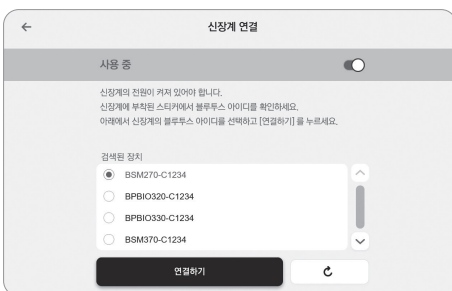 신장계 연결
사용 중
신장계의 전원이 켜져 있어야 합니다.
신장계에 부착된 스티커에서 블루투스 아이디를 확인하세요.
아래에서 신장계의 블루투스 아이디를 선택하고 [연결하기] 를 누르세요.
검색된 장치
BSM270-C1234
BPBIO320-C1234
BPBIO330-C1234
BSM370-C1234
연결하기